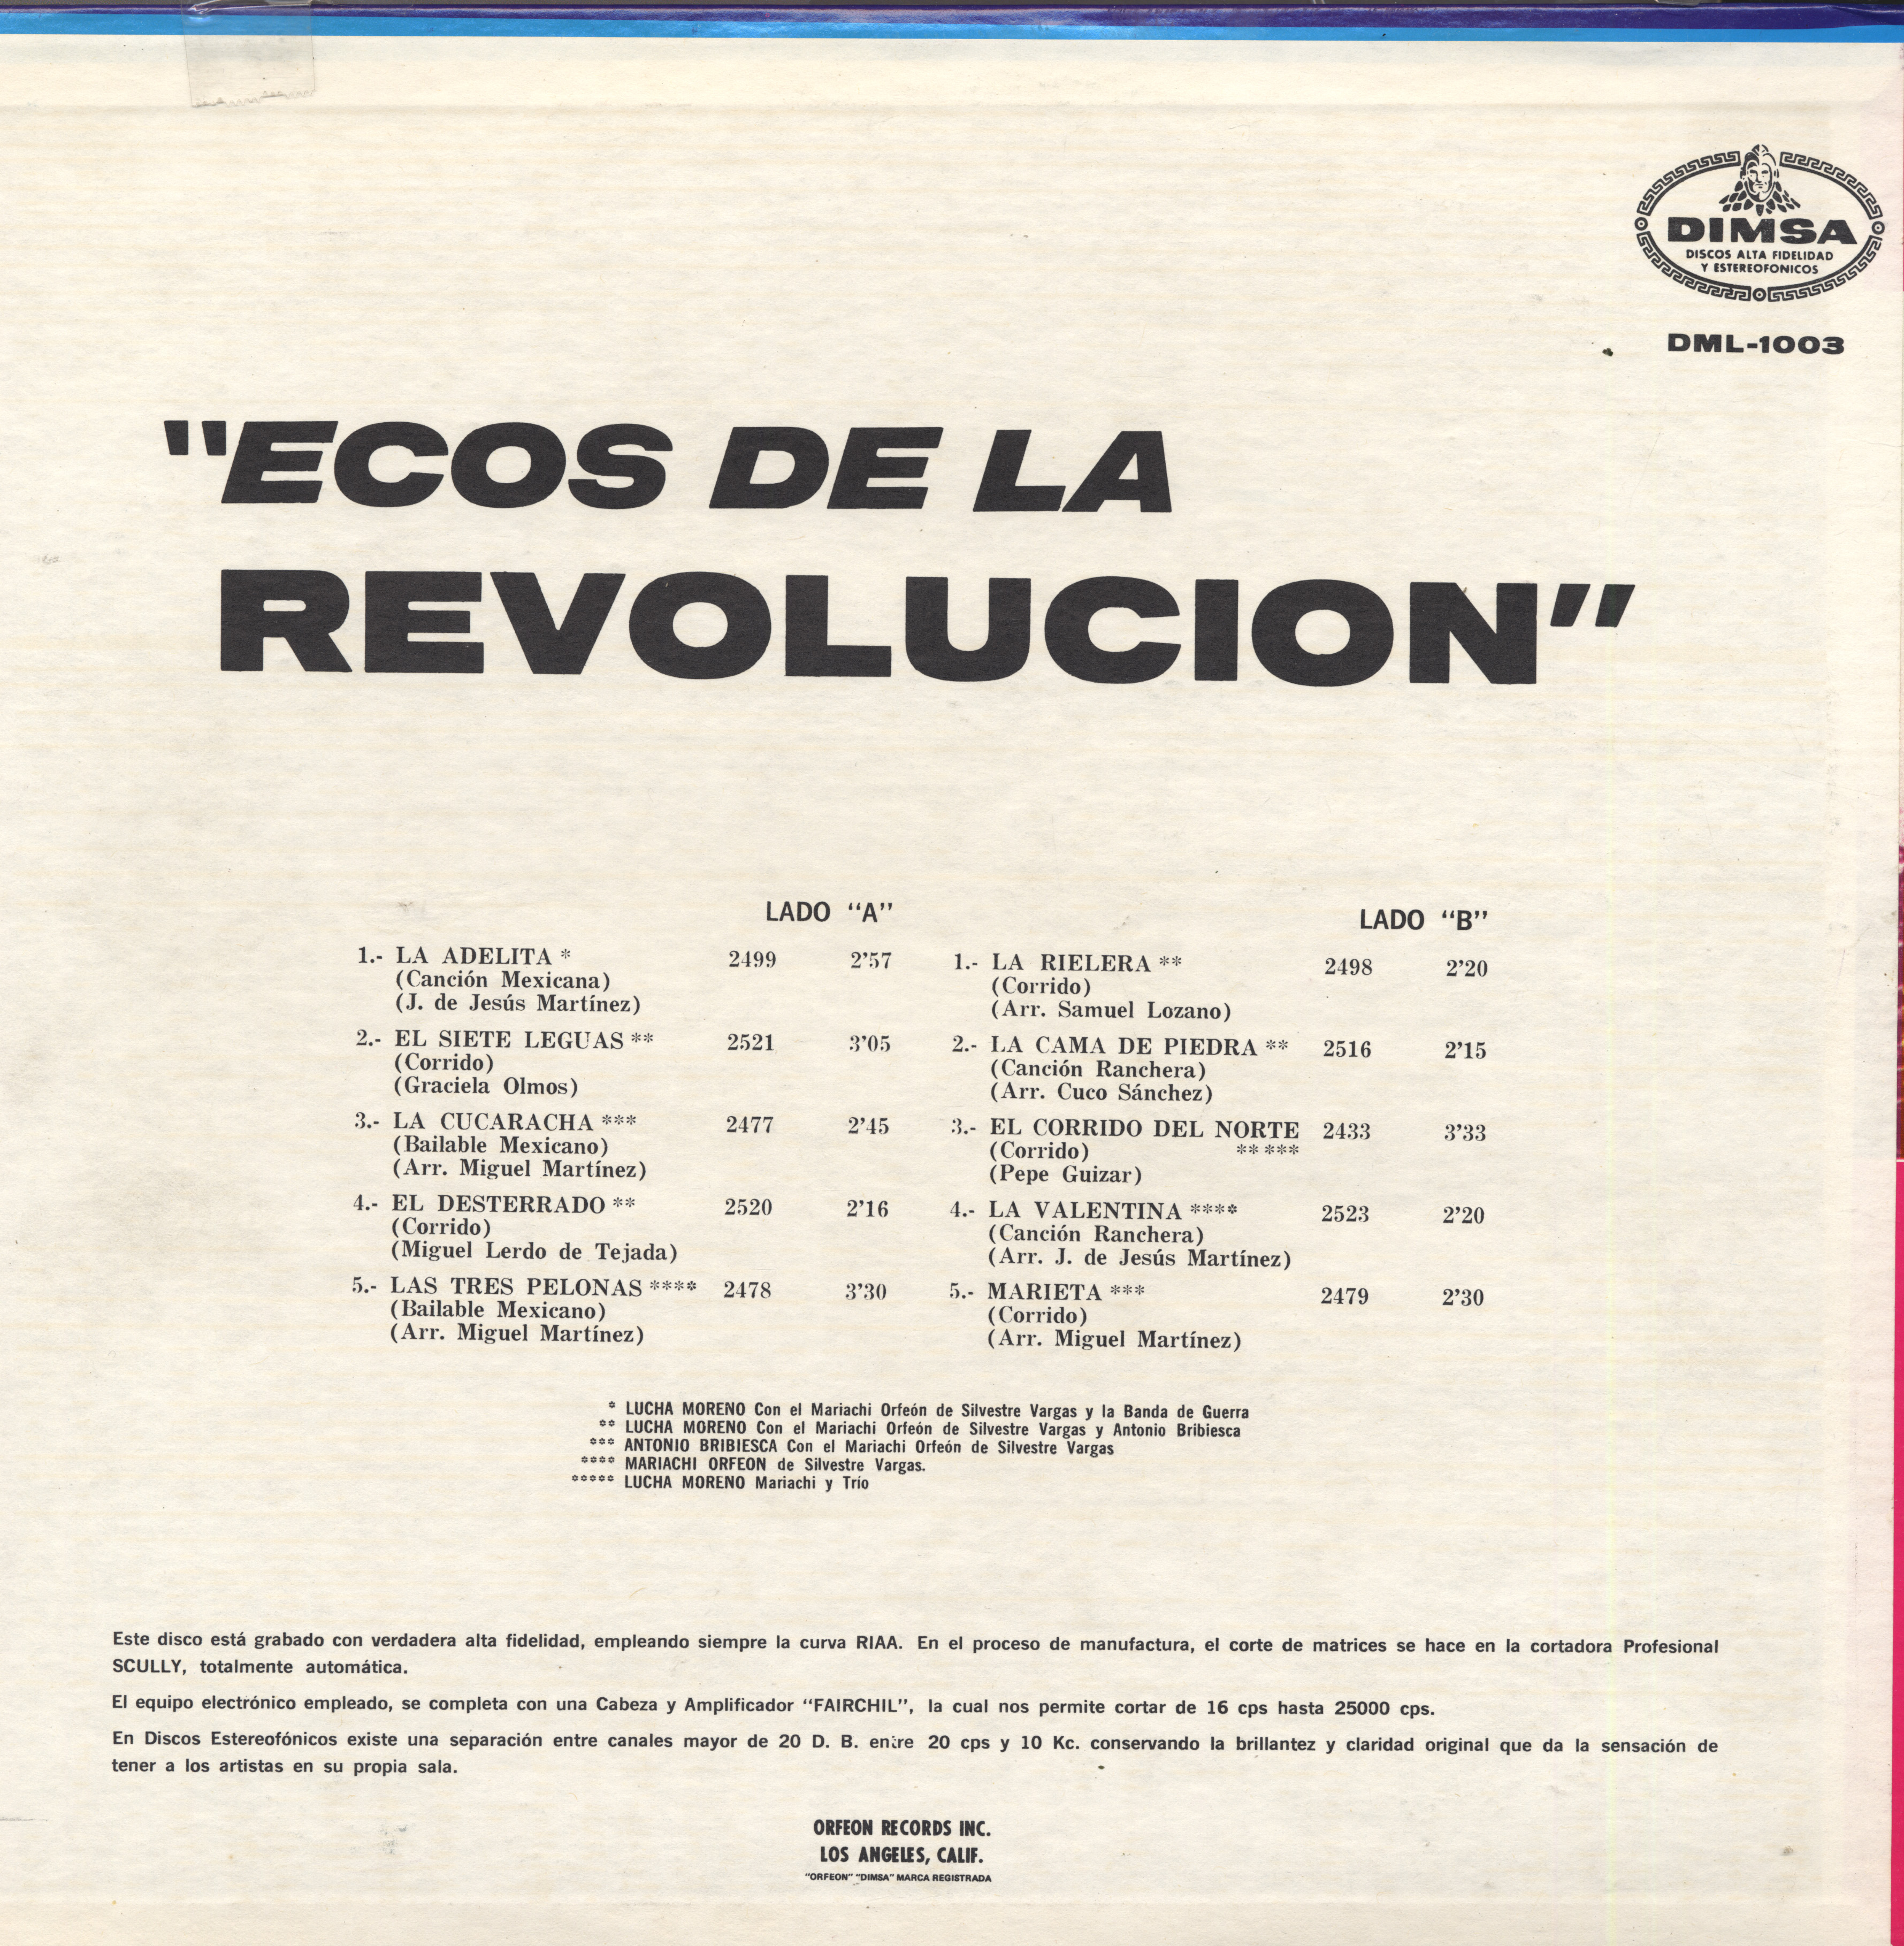 DIMSA
DISCOS ALTA FIDELIDAD
Y ESTEREOFONICOS
DML-1003
"ECOS DE LA
REVOLUCION"
LADO "A"
1.- LA ADELITA * 2499 2'57
(Canción Mexicana)
(J. de Jesús Martínez)
2.- EL SIETE LEGUAS ** 2521 3'05
(Corrido)
(Graciela Olmos)
3.- LA CUCARACHA *** 2477 2'45
(Bailable Mexicano)
(Arr. Miguel Martínez)
4.- EL DESTERRADO ** 2520 2'16
(Corrido)
(Miguel Lerdo de Tejada)
5.- LAS TRES PELONAS **** 2478 3'30
(Bailable Mexicano)
(Arr. Miguel Martínez)
LADO "B"
1.- LA RIELERA ** 2498 2'20
(Corrido)
(Arr. Samuel Lozano)
2.- LA CAMA DE PIEDRA ** 2516 2'15
(Canción Ranchera)
(Arr. Cuco Sánchez)
3.- EL CORRIDO DEL NORTE 2433 3'33
(Corrido) ** ***
(Pepe Guizar)
4.- LA VALENTINA **** 2523 2'20
(Canción Ranchera)
(Arr. J. de Jesús Martínez)
5.- MARIETA *** 2479 2'30
(Corrido)
(Arr. Miguel Martínez)
* LUCHA MORENO Con el Mariachi Orfeón de Silvestre Vargas y la Banda de Guerra
** LUCHA MORENO Con el Mariachi Orfeón de Silvestre Vargas y Antonio Bribiesca
*** ANTONIO BRIBIESCA Con el Mariachi Orfeón de Silvestre Vargas
**** MARIACHI ORFEON de Silvestre Vargas.
***** LUCHA MORENO Mariachi y Trío
Este disco está grabado con verdadera alta fidelidad, empleando siempre la curva RIAA. En el proceso de manufactura, el corte de matrices se hace en la cortadora Profesional
SCULLY, totalmente automática.
El equipo electrónico empleado, se completa con una Cabeza y Amplificador "FAIRCHIL", la cual nos permite cortar de 16 cps hasta 25000 cps.
En Discos Estereofónicos existe una separación entre canales mayor de 20 D. B. entre 20 cps y 10 Kc. conservando la brillantez y claridad original que da la sensación de
tener a los artistas en su propia sala.
ORFEON RECORDS INC.
LOS ANGELES, CALIF.
"ORFEON" "DIMSA" MARCA REGISTRADA